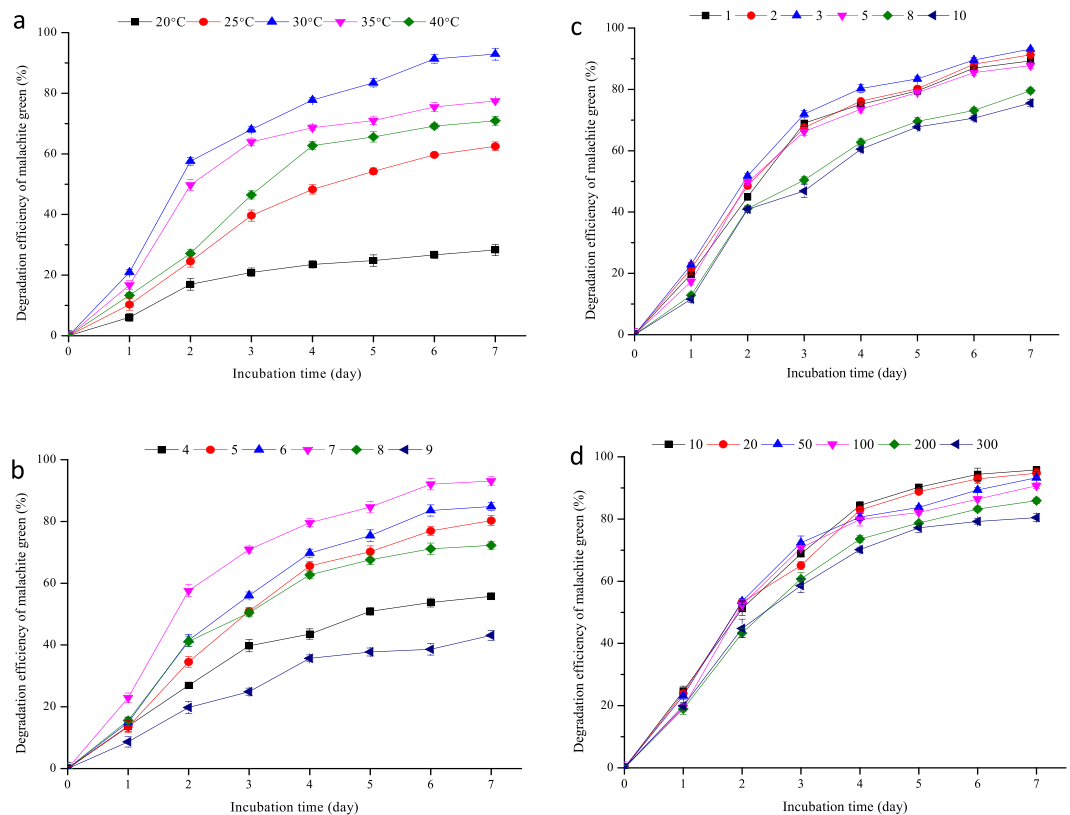 a
20°C 25°C 30°C 35°C 40°C
Degradation efficiency of malachite green (%)
100
80
60
40
20
0
0 1 2 3 4 5 6 7
Incubation time (day)
c
1 2 3 5 8 10
Degradation efficiency of malachite green (%)
100
80
60
40
20
0
0 1 2 3 4 5 6 7
Incubation time (day)
b
4 5 6 7 8 9
Degradation efficiency of malachite green (%)
100
80
60
40
20
0
0 1 2 3 4 5 6 7
Incubation time (day)
d
10 20 50 100 200 300
Degradation efficiency of malachite green (%)
100
80
60
40
20
0
0 1 2 3 4 5 6 7
Incubation time (day)